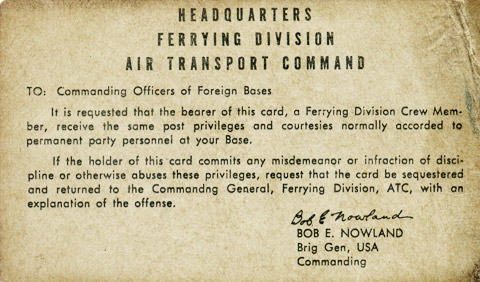 HEADQUARTERS
FERRYING DIVISION
AIR TRANSPORT COMMAND
TO: Commanding Officers of Foreign Bases
It is requested that the bearer of this card, a Ferrying Division Crew Mem-
ber, receive the same post privileges and courtesies normally accorded to
permanent party personnel at your Base.
If the holder of this card commits any misdemeanor or infraction of disci-
pline or otherwise abuses these privileges, request that the card be sequestered
and returned to the Commandng General, Ferrying Division, ATC, with an
explanation of the offense.
Bob E Nowland
BOB E. NOWLAND
Brig Gen, USA
Commanding